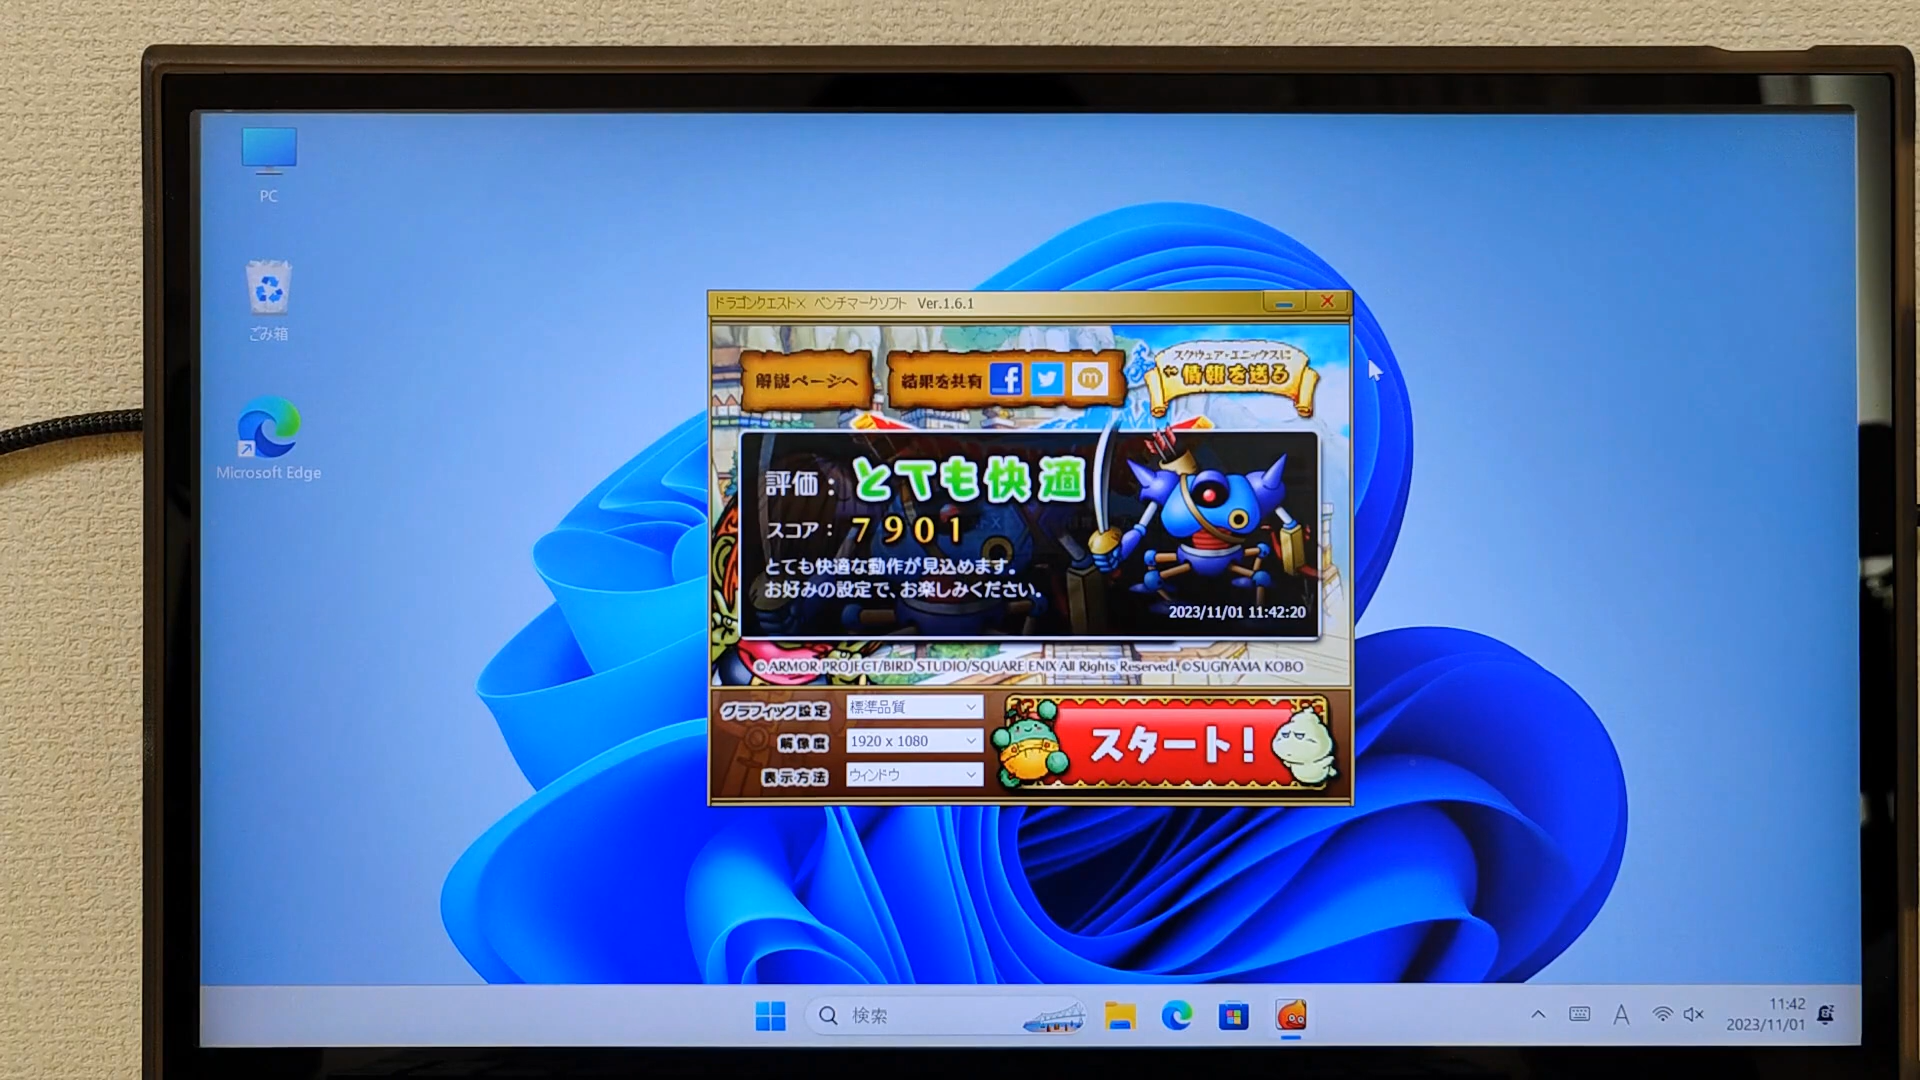 PC
ごみ箱
Microsoft Edge
ドラゴンクエストX ベンチマークソフト Ver.1.6.1
解説ページへ
結果を共有
スクウェア・エニックスに
情報を送る
評価： とても快適
スコア： 7901
とても快適な動作が見込めます。
お好みの設定で、お楽しみください。
2023/11/01 11:42:20
© ARMOR PROJECT/BIRD STUDIO/SQUARE ENIX All Rights Reserved. ©SUGIYAMA KOBO
グラフィック設定 標準品質
解像度 1920 x 1080
表示方法 ウィンドウ
スタート！
検索
A
11:42
2023/11/01